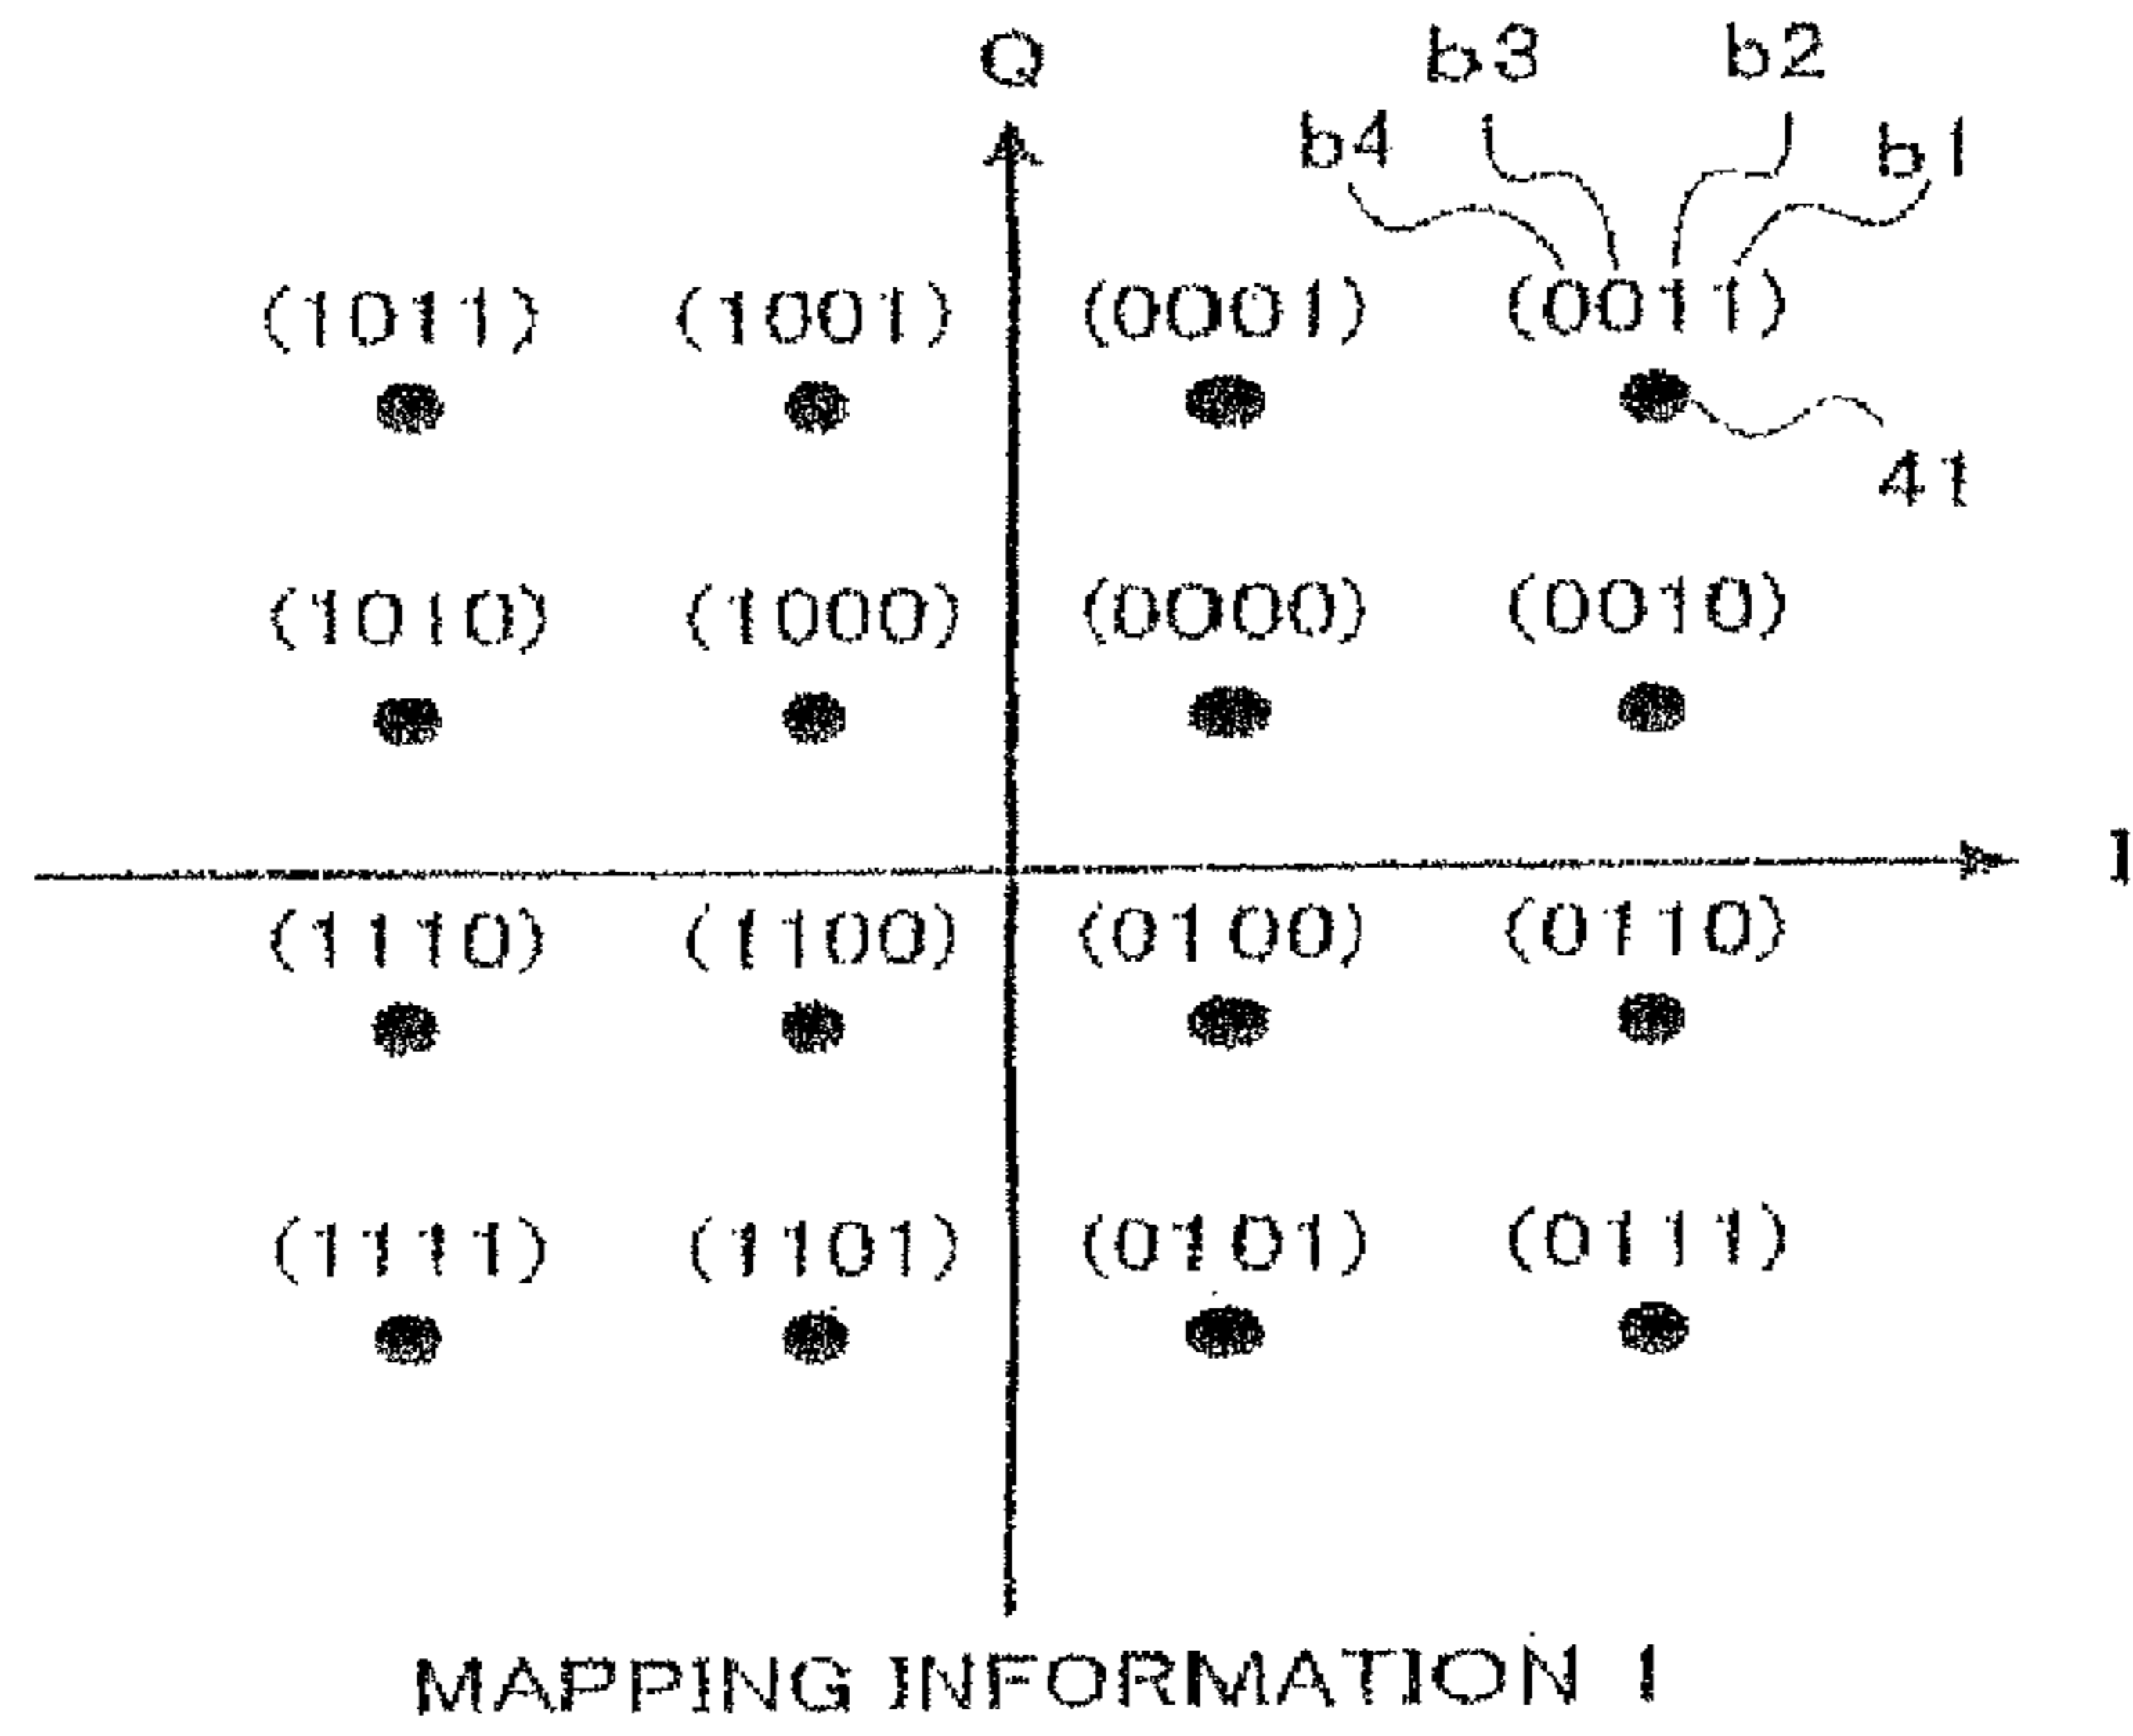 Q b3 b2
b4 b1
(1011) (1001) (0001) (0011)
41
(1010) (1000) (0000) (0010)
I
(1110) (1100) (0100) (0110)
(1111) (1101) (0101) (0111)
MAPPING INFORMATION 1